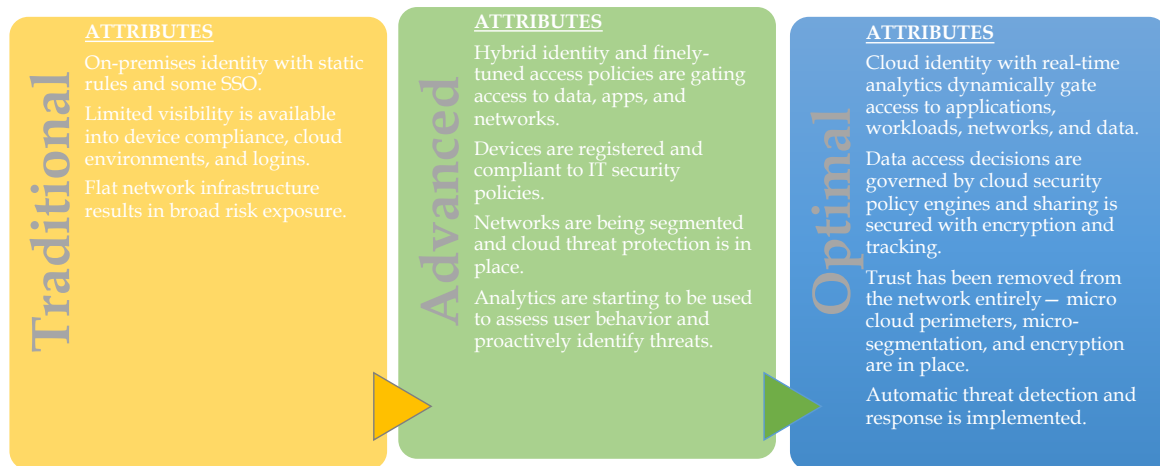 Traditional
ATTRIBUTES
On-premises identity with static
rules and some SSO.
Limited visibility is available
into device compliance, cloud
environments, and logins.
Flat network infrastructure
results in broad risk exposure.
Advanced
ATTRIBUTES
Hybrid identity and finely-
tuned access policies are gating
access to data, apps, and
networks.
Devices are registered and
compliant to IT security
policies.
Networks are being segmented
and cloud threat protection is in
place.
Analytics are starting to be used
to assess user behavior and
proactively identify threats.
Optimal
ATTRIBUTES
Cloud identity with real-time
analytics dynamically gate
access to applications,
workloads, networks, and data.
Data access decisions are
governed by cloud security
policy engines and sharing is
secured with encryption and
tracking.
Trust has been removed from
the network entirely— micro
cloud perimeters, micro-
segmentation, and encryption
are in place.
Automatic threat detection and
response is implemented.